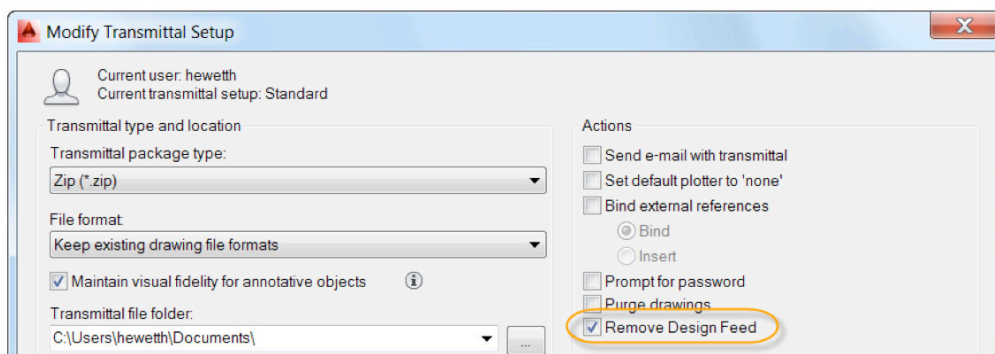 Modify Transmittal Setup
Current user: hewetth
Current transmittal setup: Standard
Transmittal type and location
Transmittal package type:
Zip (*.zip)
File format:
Keep existing drawing file formats
Maintain visual fidelity for annotative objects
Transmittal file folder:
C:\Users\hewetth\Documents\
...
Actions
Send e-mail with transmittal
Set default plotter to 'none'
Bind external references
Bind
Insert
Prompt for password
Purge drawings
Remove Design Feed